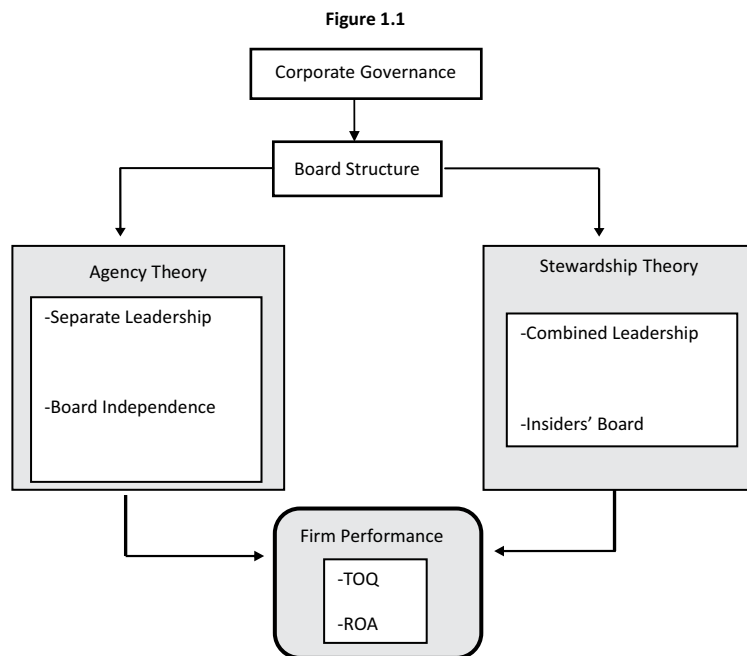 Figure 1.1
Corporate Governance
Board Structure
Agency Theory
-Separate Leadership
-Board Independence
Stewardship Theory
-Combined Leadership
-Insiders’ Board
Firm Performance
-TOQ
-ROA